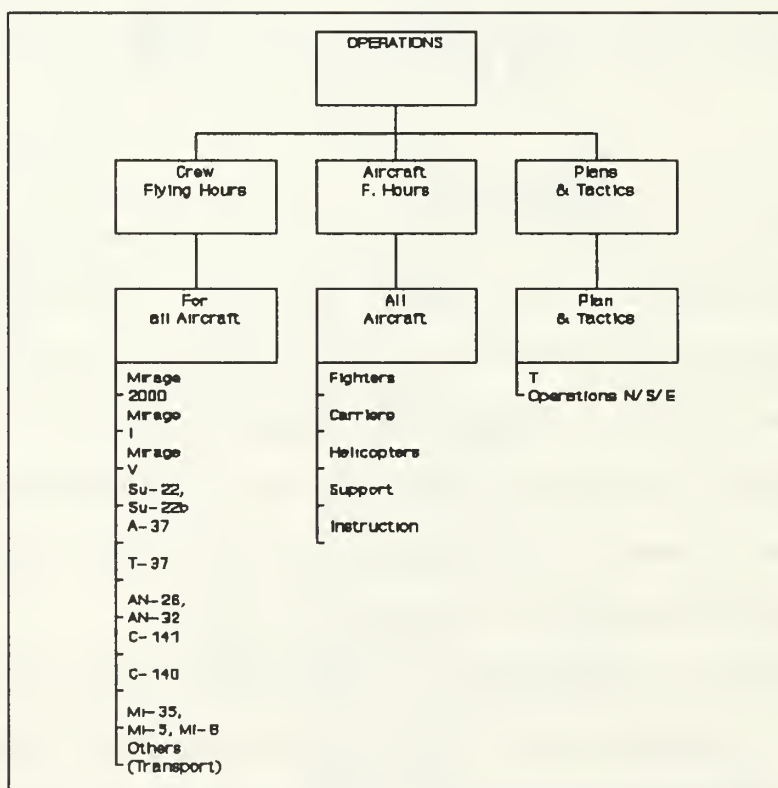 OPERATIONS
Crew
Flying Hours
Aircraft
F. Hours
Plans
& Tactics
For
all Aircraft
All
Aircraft
Plan
& Tactics
Mirage
2000
Mirage
I
Mirage
V
Su-22,
Su-22b
A-37
T-37
AN-26,
AN-32
C-141
C-140
Mi-35,
Mi-5, Mi-8
Others
(Transport)
Fighters
Carriers
Helicopters
Support
Instruction
T
Operations N/S/E